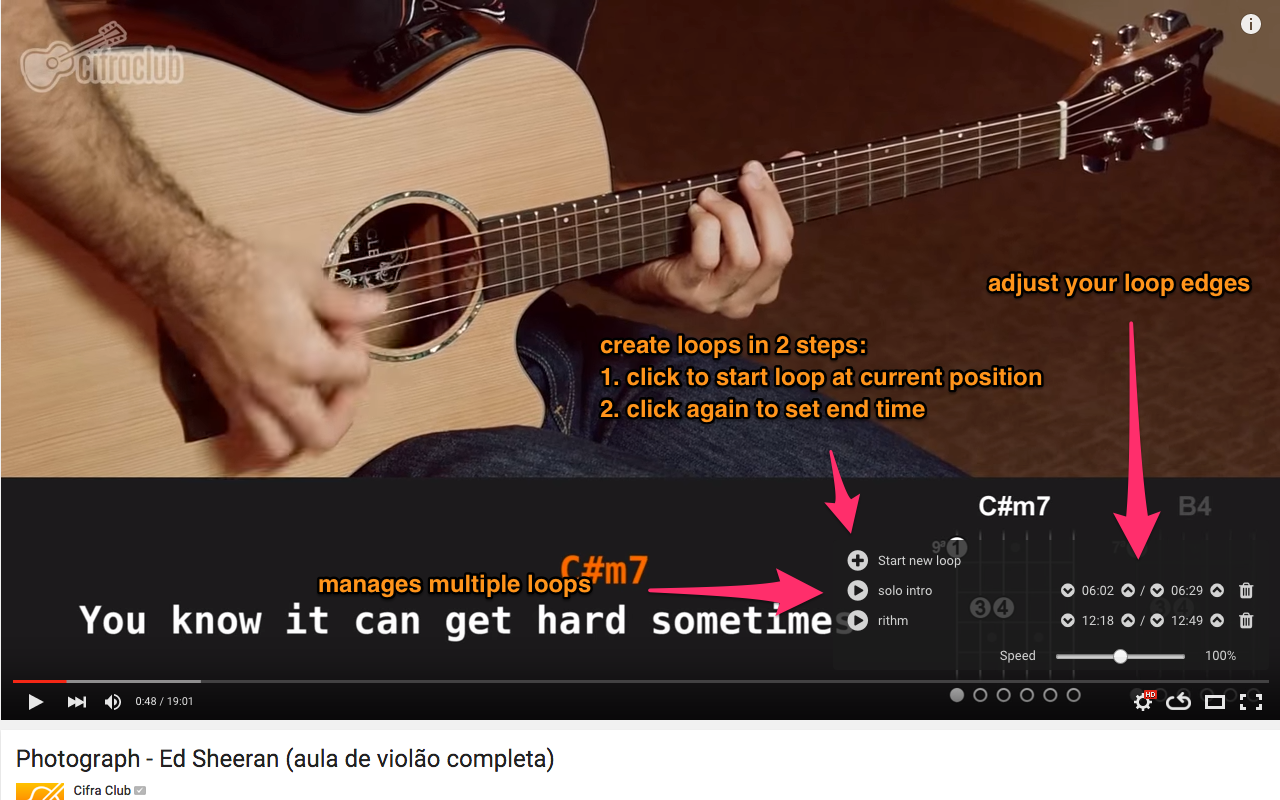 cifraclub
EAGLE
adjust your loop edges
create loops in 2 steps:
1. click to start loop at current position
2. click again to set end time
C#m7
B4
9ª 1
Start new loop
C#m7
manages multiple loops
solo intro
06:02 / 06:29
3 4
You know it can get hard sometimes
rithm
12:18 / 12:49
Speed
100%
0:48 / 19:01
HD
Photograph - Ed Sheeran (aula de violão completa)
Cifra Club